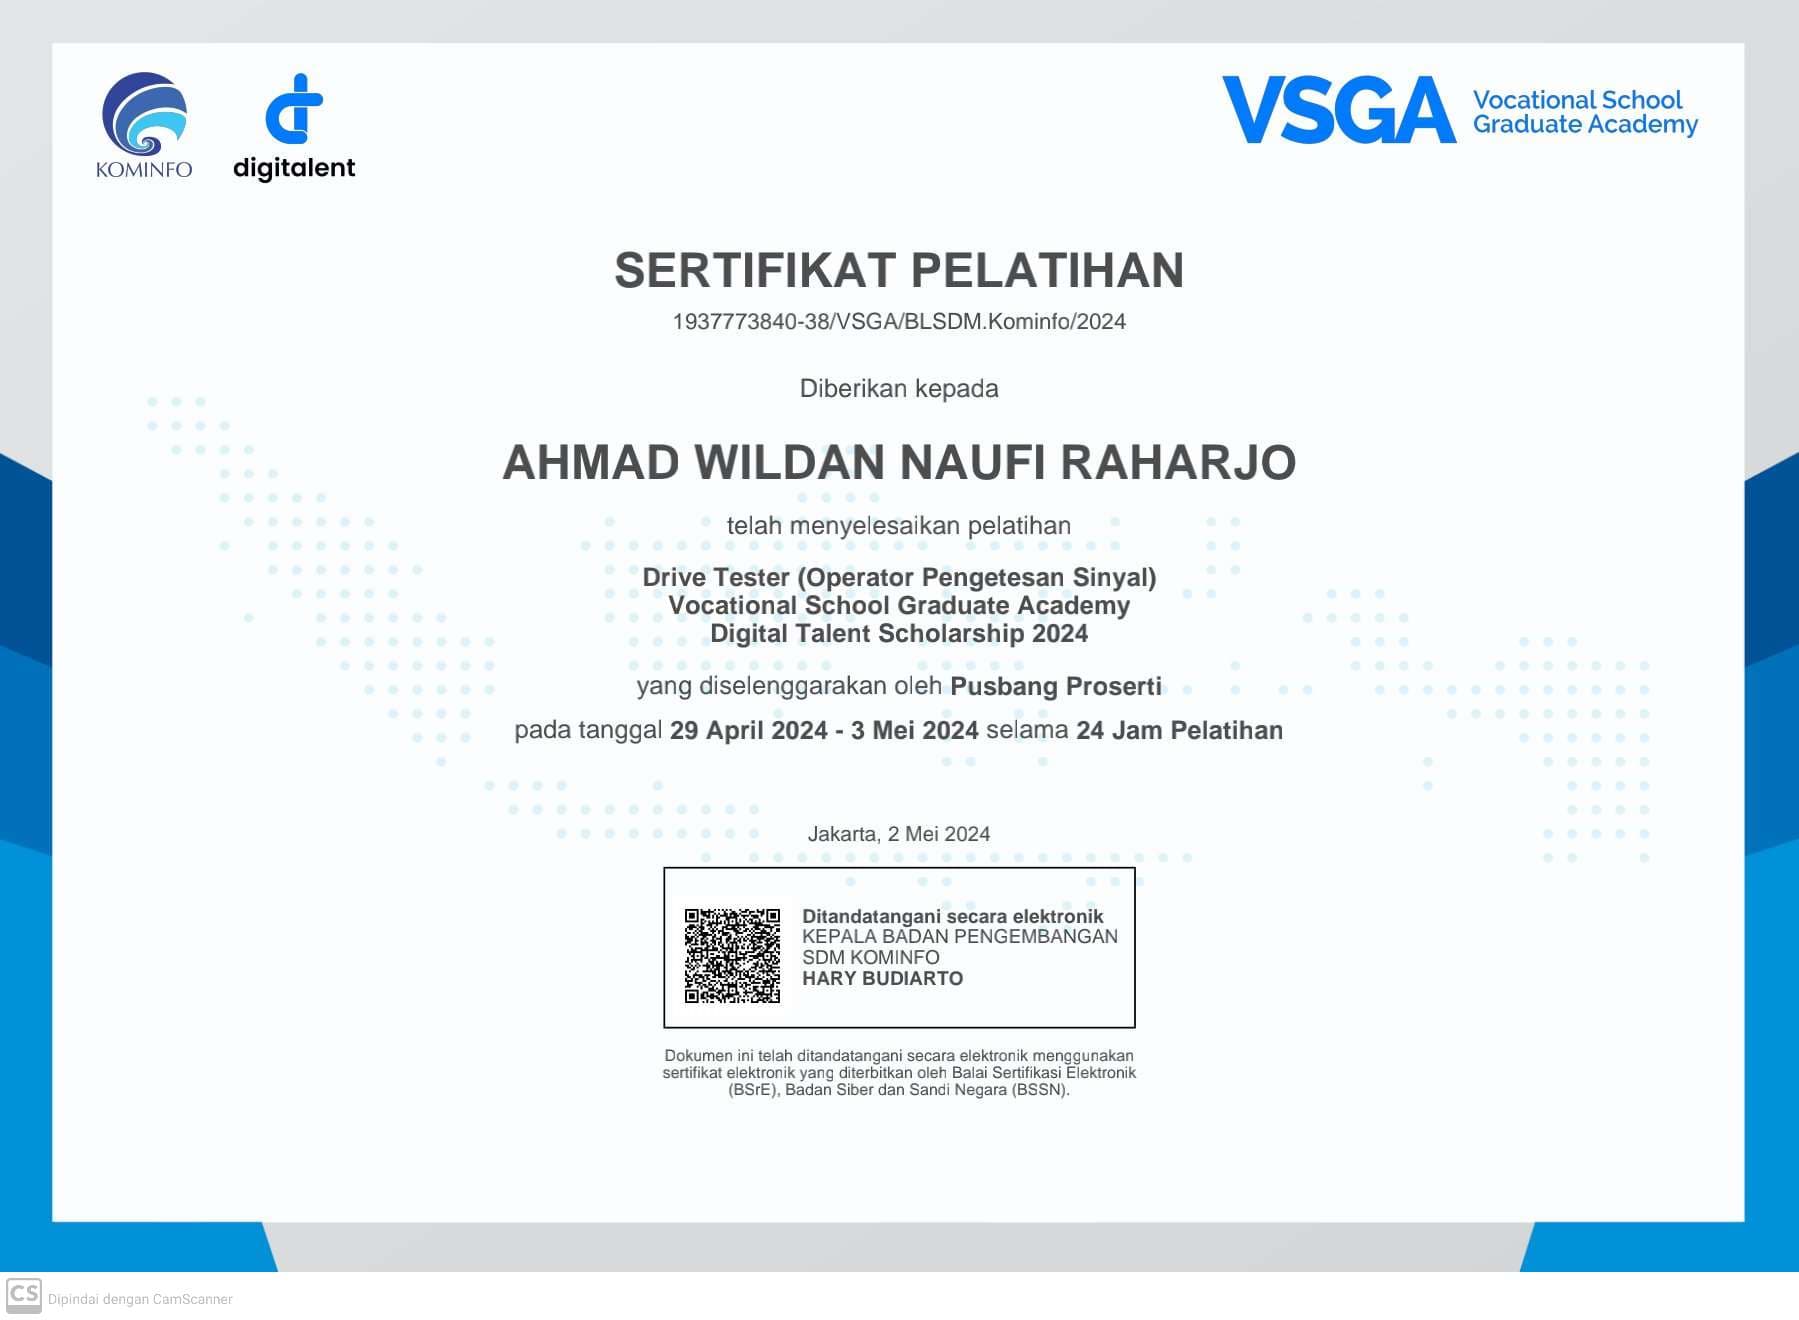 KOMINFO
digitalent
VSGA
Vocational School
Graduate Academy
SERTIFIKAT PELATIHAN
1937773840-38/VSGA/BLSDM.Kominfo/2024
Diberikan kepada
AHMAD WILDAN NAUFI RAHARJO
telah menyelesaikan pelatihan
Drive Tester (Operator Pengetesan Sinyal)
Vocational School Graduate Academy
Digital Talent Scholarship 2024
yang diselenggarakan oleh Pusbang Proserti
pada tanggal 29 April 2024 - 3 Mei 2024 selama 24 Jam Pelatihan
Jakarta, 2 Mei 2024
Ditandatangani secara elektronik
KEPALA BADAN PENGEMBANGAN
SDM KOMINFO
HARY BUDIARTO
Dokumen ini telah ditandatangani secara elektronik menggunakan
sertifikat elektronik yang diterbitkan oleh Balai Sertifikasi Elektronik
(BSrE), Badan Siber dan Sandi Negara (BSSN).
CS Dipindai dengan CamScanner